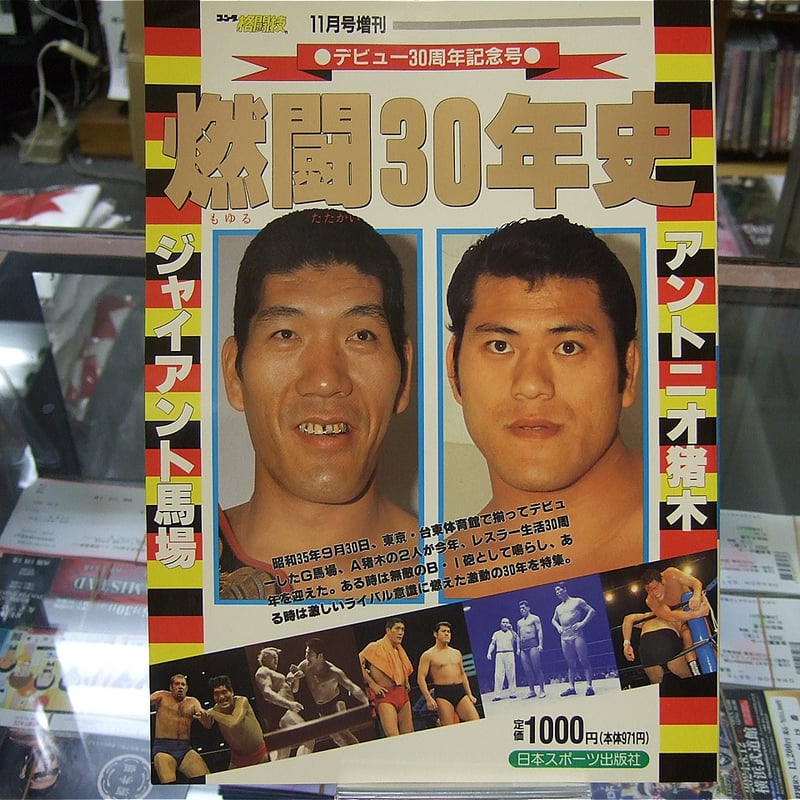 ゴング格闘技 11月号増刊
●デビュー30周年記念号●
燃闘30年史
もゆる たたかい
ジャイアント馬場
アントニオ猪木
昭和35年9月30日、東京・台東体育館で揃ってデビュ
ーしたG馬場、A猪木の2人が今年、レスラー生活30周
年を迎えた。ある時は無敵のB・I砲として鳴らし、あ
る時は激しいライバル意識に燃えた激動の30年を特集。
定価1000円(本体971円)
日本スポーツ出版社